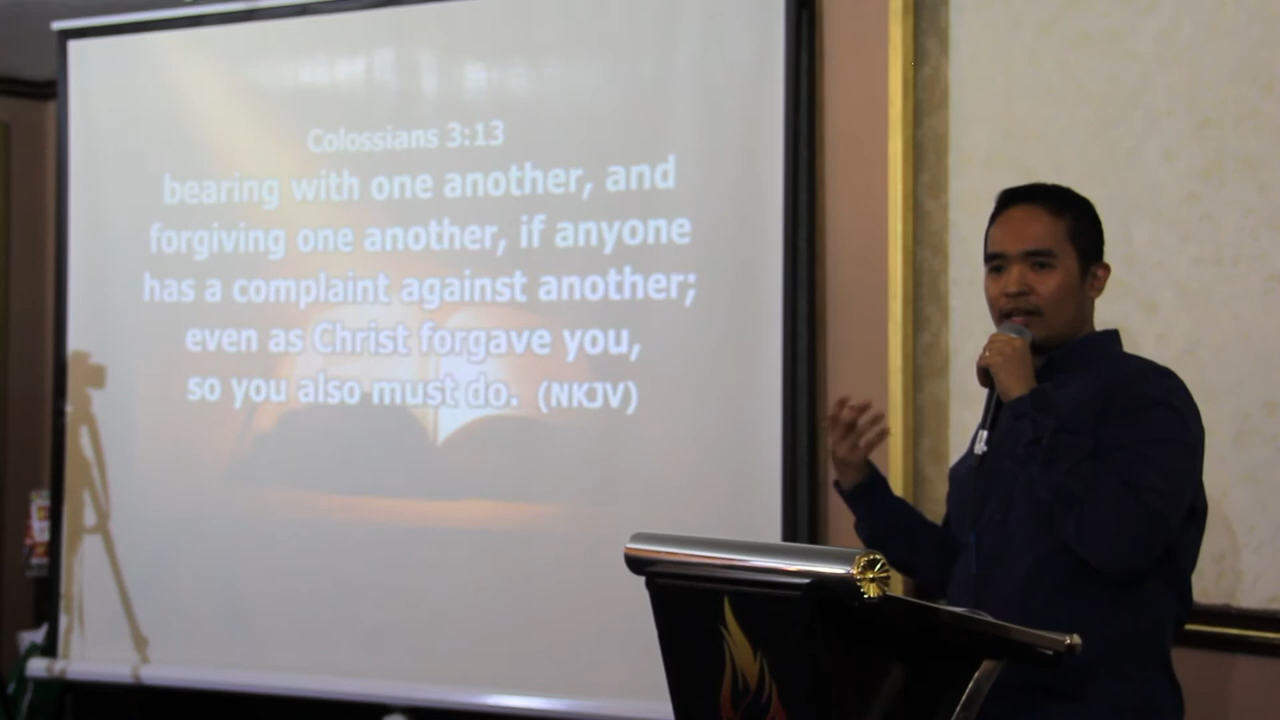 Colossians 3:13
bearing with one another, and
forgiving one another, if anyone
has a complaint against another;
even as Christ forgave you,
so you also must do. (NKJV)